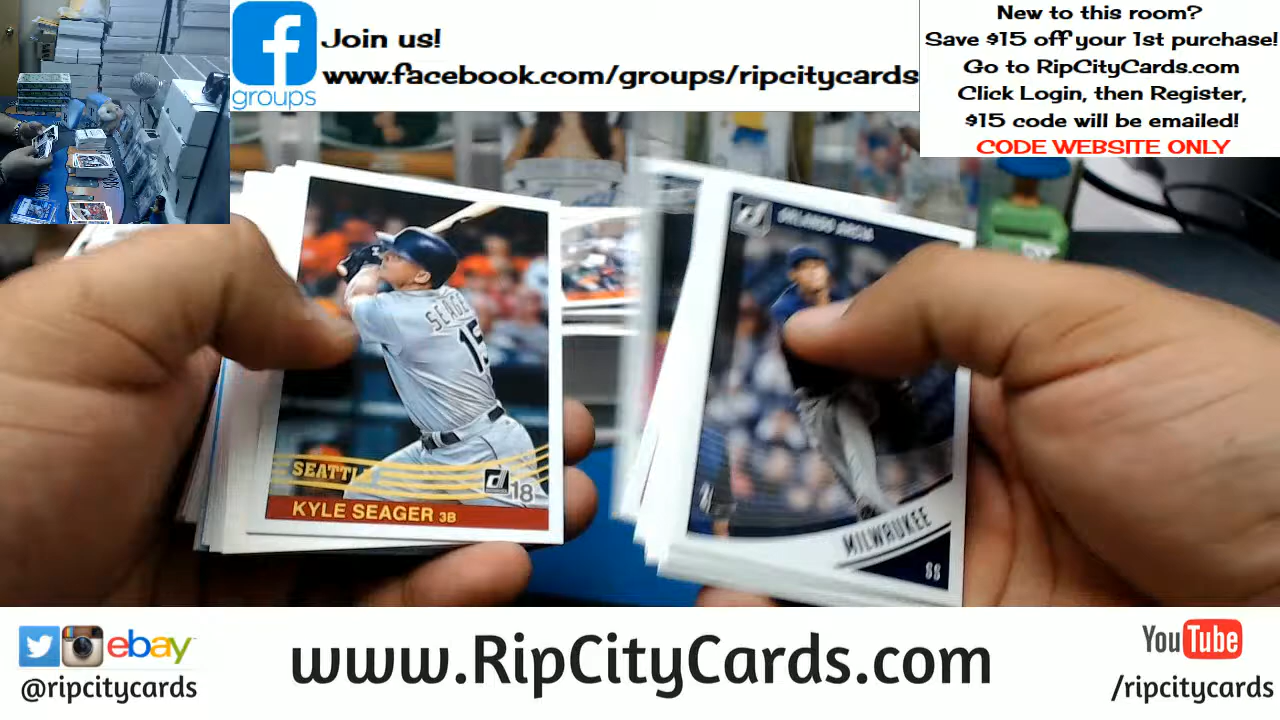 Join us!
www.facebook.com/groups/ripcitycards
groups
New to this room?
Save $15 off your 1st purchase!
Go to RipCityCards.com
Click Login, then Register,
$15 code will be emailed!
CODE WEBSITE ONLY
SEAGER
15
SEATTLE
18
KYLE SEAGER 3B
ORLANDO ARCIA
MILWAUKEE
SS
ebay
@ripcitycards
www.RipCityCards.com
YouTube
/ripcitycards